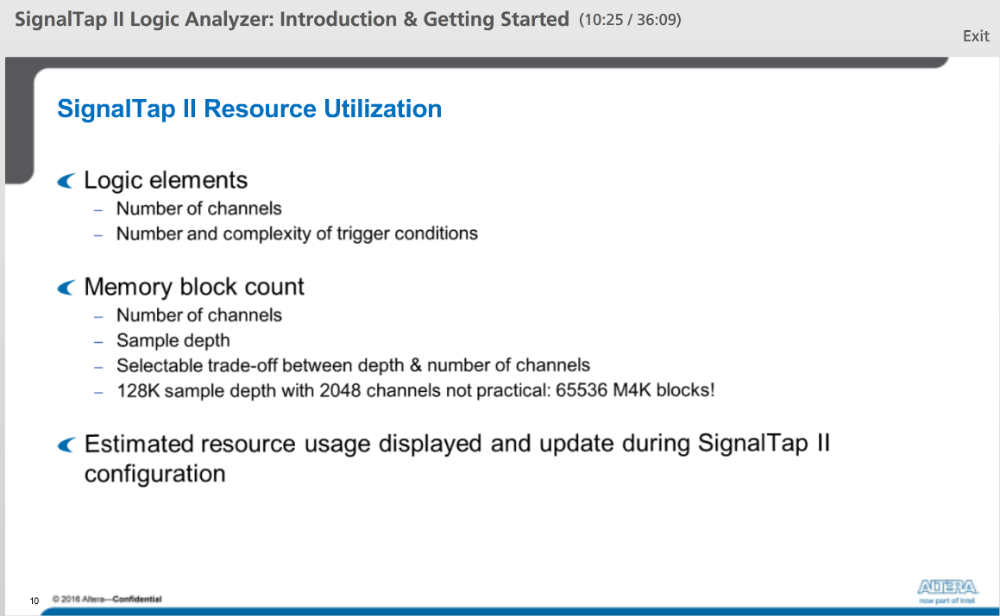 SignalTap II Logic Analyzer: Introduction & Getting Started (10:25 / 36:09)
Exit
SignalTap II Resource Utilization
Logic elements
– Number of channels
– Number and complexity of trigger conditions
Memory block count
– Number of channels
– Sample depth
– Selectable trade-off between depth & number of channels
– 128K sample depth with 2048 channels not practical: 65536 M4K blocks!
Estimated resource usage displayed and update during SignalTap II
configuration
10 © 2016 Altera—Confidential
ALTERA
now part of Intel